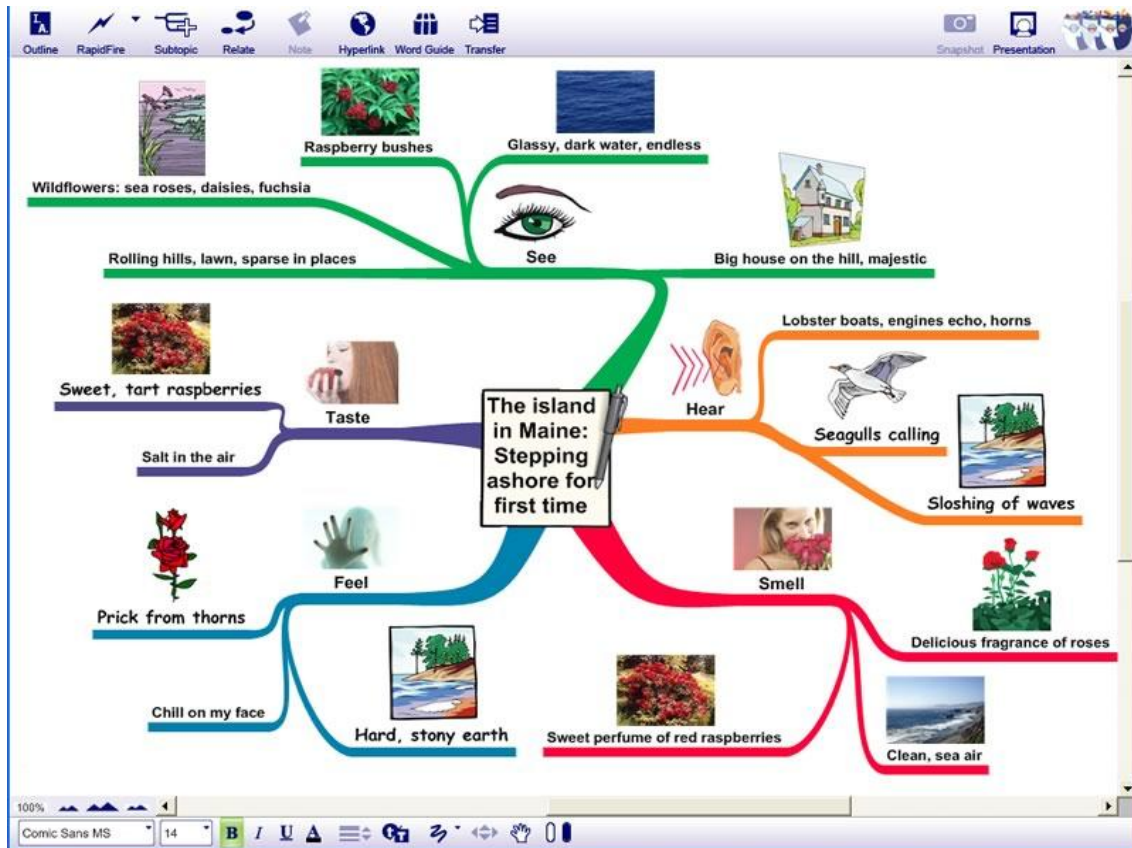 Outline
RapidFire
Subtopic
Relate
Note
Hyperlink
Word Guide
Transfer
Snapshot
Presentation
Raspberry bushes
Glassy, dark water, endless
Wildflowers: sea roses, daisies, fuchsia
See
Rolling hills, lawn, sparse in places
Big house on the hill, majestic
Lobster boats, engines echo, horns
Sweet, tart raspberries
Taste
Salt in the air
The island
in Maine:
Stepping
ashore for
first time
Hear
Seagulls calling
Sloshing of waves
Feel
Prick from thorns
Chill on my face
Hard, stony earth
Smell
Delicious fragrance of roses
Sweet perfume of red raspberries
Clean, sea air
100%
Comic Sans MS
14
B I U A